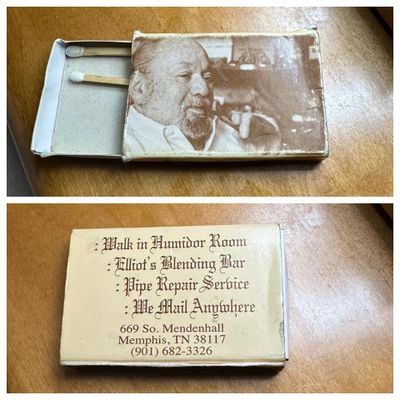 : Walk in Humidor Room
: Elliot's Blending Bar
: Pipe Repair Service
: We Mail Anywhere
669 So. Mendenhall
Memphis, TN 38117
(901) 682-3326